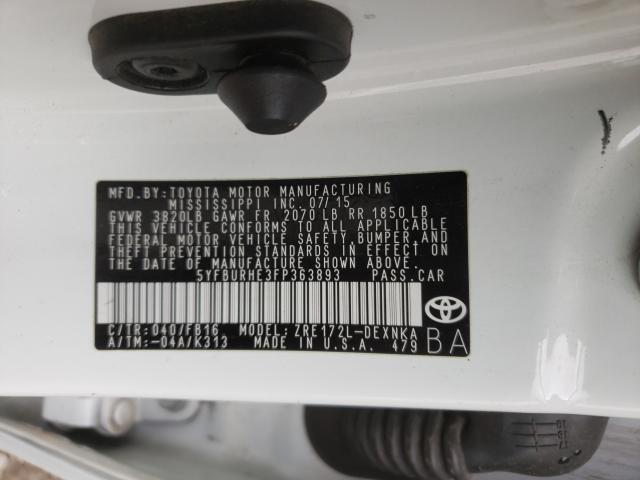 MFD.BY:TOYOTA MOTOR MANUFACTURING
MISSISSIPPI INC. 07/15
GVWR 3820LB GAWR FR 2070 LB RR 1850 LB
THIS VEHICLE CONFORMS TO ALL APPLICABLE
FEDERAL MOTOR VEHICLE SAFETY,BUMPER,AND
THEFT PREVENTION STANDARDS IN EFFECT ON
THE DATE OF MANUFACTURE SHOWN ABOVE.
5YFBURHE3FP363893 PASS.CAR
C/TR:040/FB16 MODEL:ZRE172L-DEXNKA
A/TM:-04A/K313 MADE IN U.S.A. 479
BA